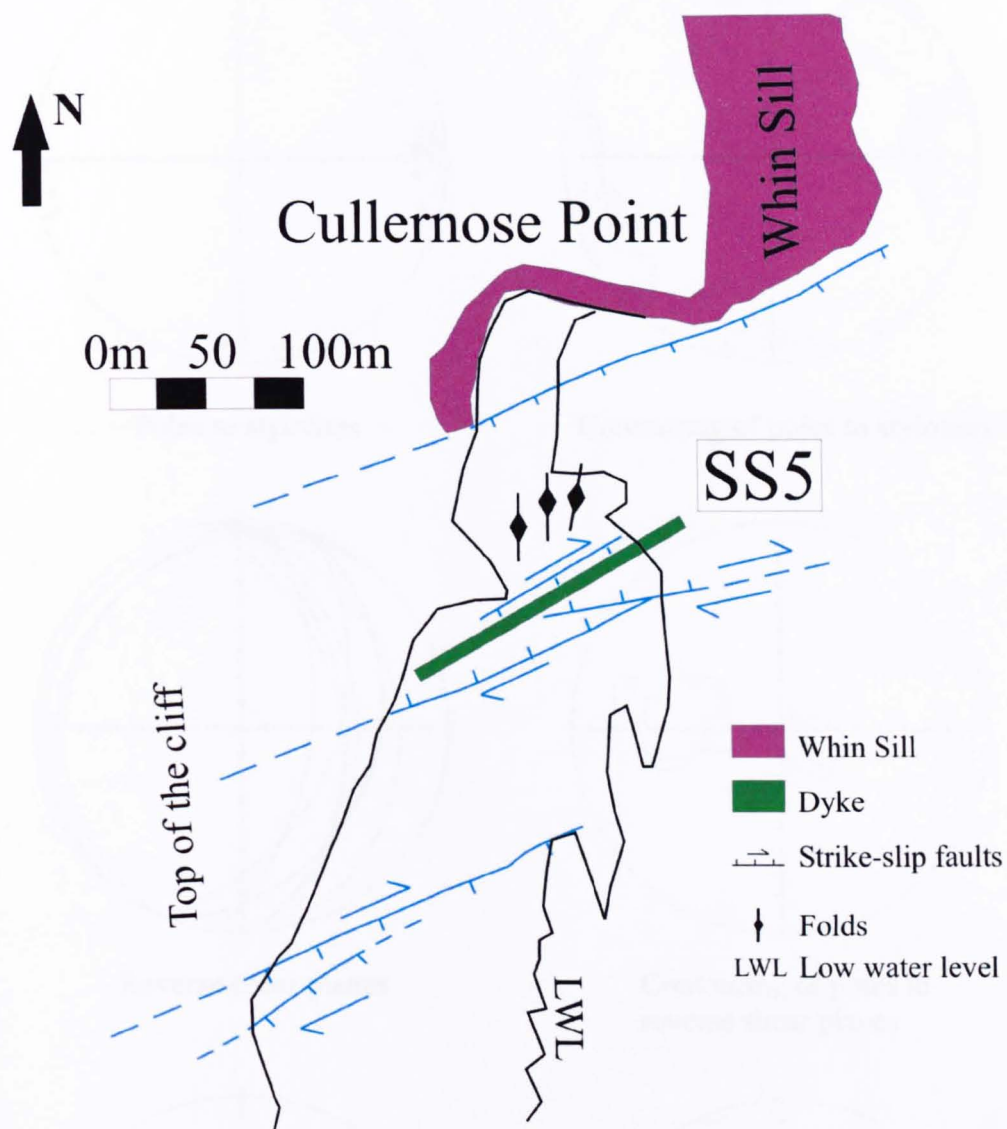 N
Whin Sill
Cullernose Point
0m 50 100m
SS5
Top of the cliff
Whin Sill
Dyke
Strike-slip faults
Folds
LWL Low water level
LWL